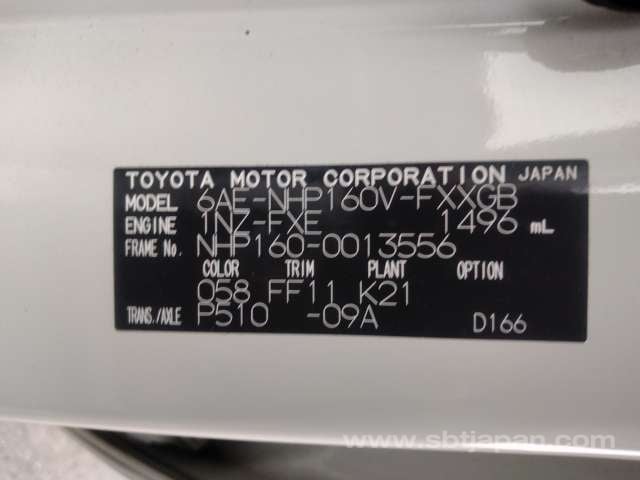 TOYOTA MOTOR CORPORATION JAPAN
MODEL 6AE-NHP160V-FXXGB
ENGINE 1NZ-FXE 1496 mL
FRAME No. NHP160-0013556
COLOR TRIM PLANT OPTION
058 FF11 K21
TRANS./AXLE P510 -09A D166
www.sbtjapan.com